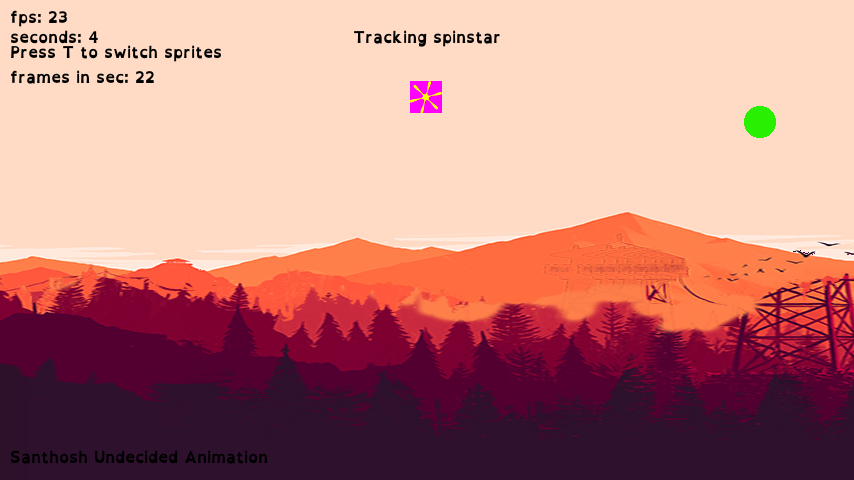 fps: 23
seconds: 4
Press T to switch sprites
frames in sec: 22
Tracking spinstar
Santhosh Undecided Animation